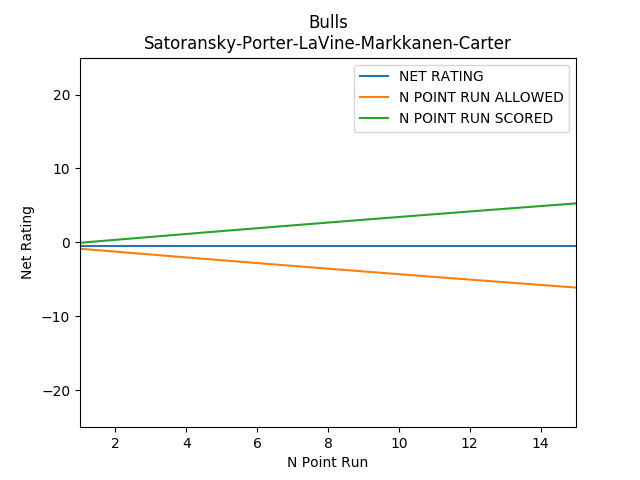 Bulls
Satoransky-Porter-LaVine-Markkanen-Carter
NET RATING
N POINT RUN ALLOWED
N POINT RUN SCORED
20
10
0
−10
−20
Net Rating
2 4 6 8 10 12 14
N Point Run